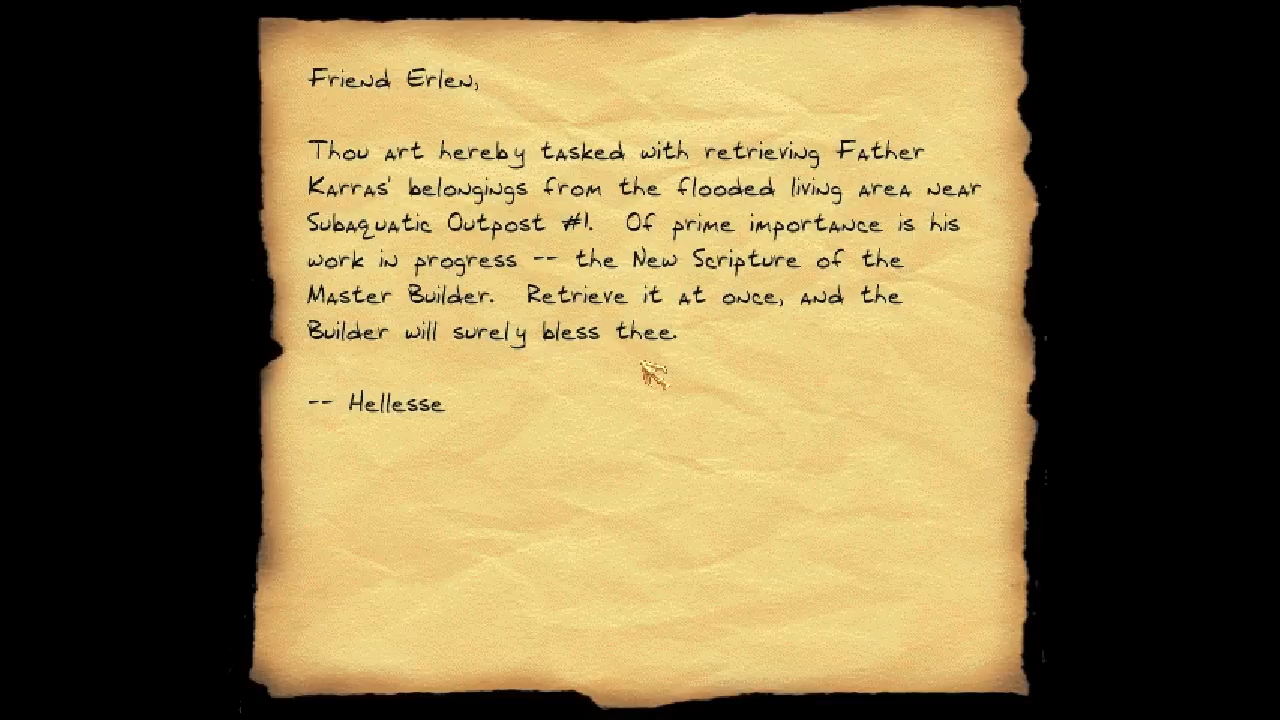 Friend Erlen,
Thou art hereby tasked with retrieving Father
Karras' belongings from the flooded living area near
Subaquatic Outpost #1.  Of prime importance is his
work in progress -- the New Scripture of the
Master Builder.  Retrieve it at once, and the
Builder will surely bless thee.
-- Hellesse